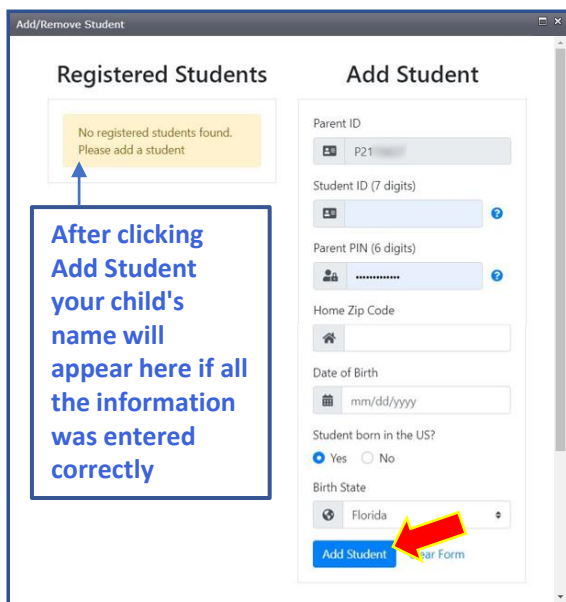 Add/Remove Student
Registered Students
No registered students found.
Please add a student
After clicking
Add Student
your child's
name will
appear here if all
the information
was entered
correctly
Add Student
Parent ID
P21
Student ID (7 digits)
Parent PIN (6 digits)
Home Zip Code
Date of Birth
mm/dd/yyyy
Student born in the US?
Yes No
Birth State
Florida
Add Student Form